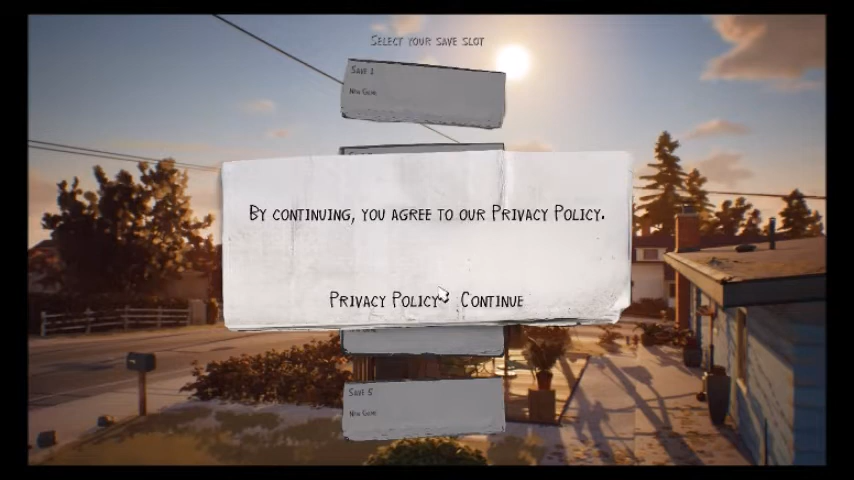 Select your save slot
Save 1
New Game
By continuing, you agree to our Privacy Policy.
Privacy Policy Continue
Save 5
New Game